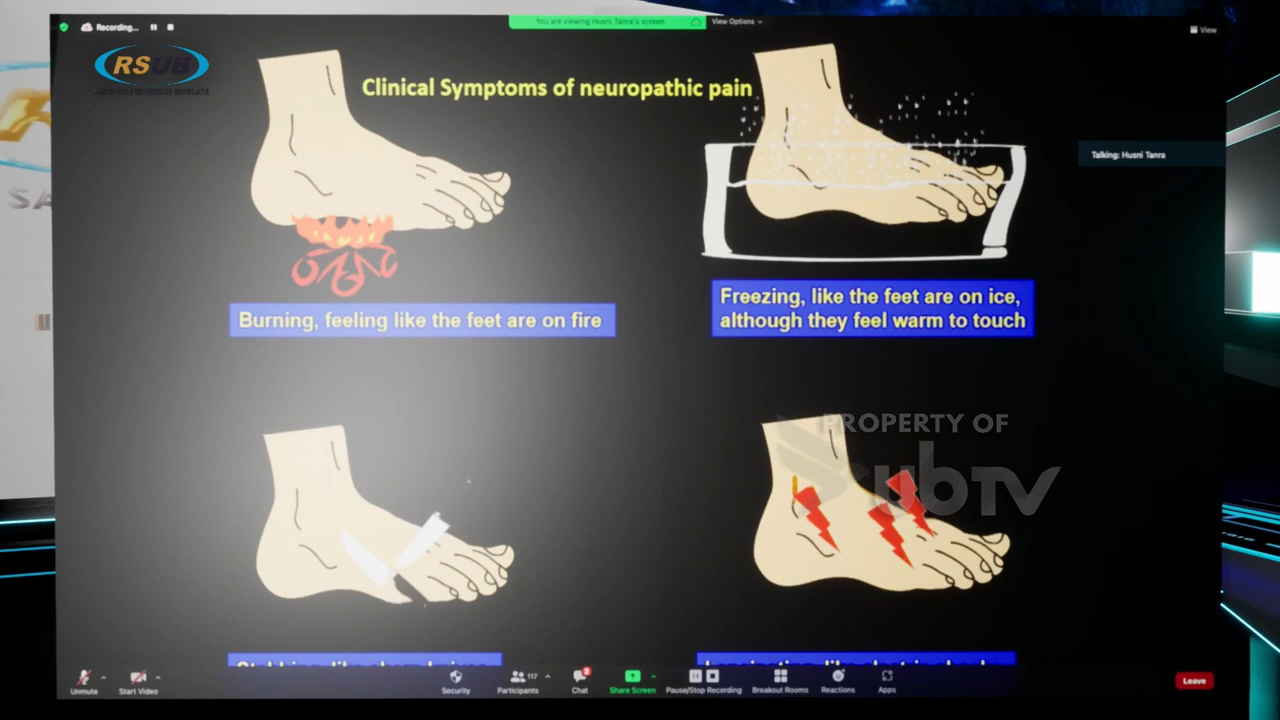 Recording...
You are viewing Husni Tanra's screen
View Options
View
RSUB
Clinical Symptoms of neuropathic pain
Talking: Husni Tanra
Burning, feeling like the feet are on fire
Freezing, like the feet are on ice,
although they feel warm to touch
PROPERTY OF
UBTV
Unmute
Start Video
Security
117
Participants
Chat
Share Screen
Pause/Stop Recording
Breakout Rooms
Reactions
Apps
Leave